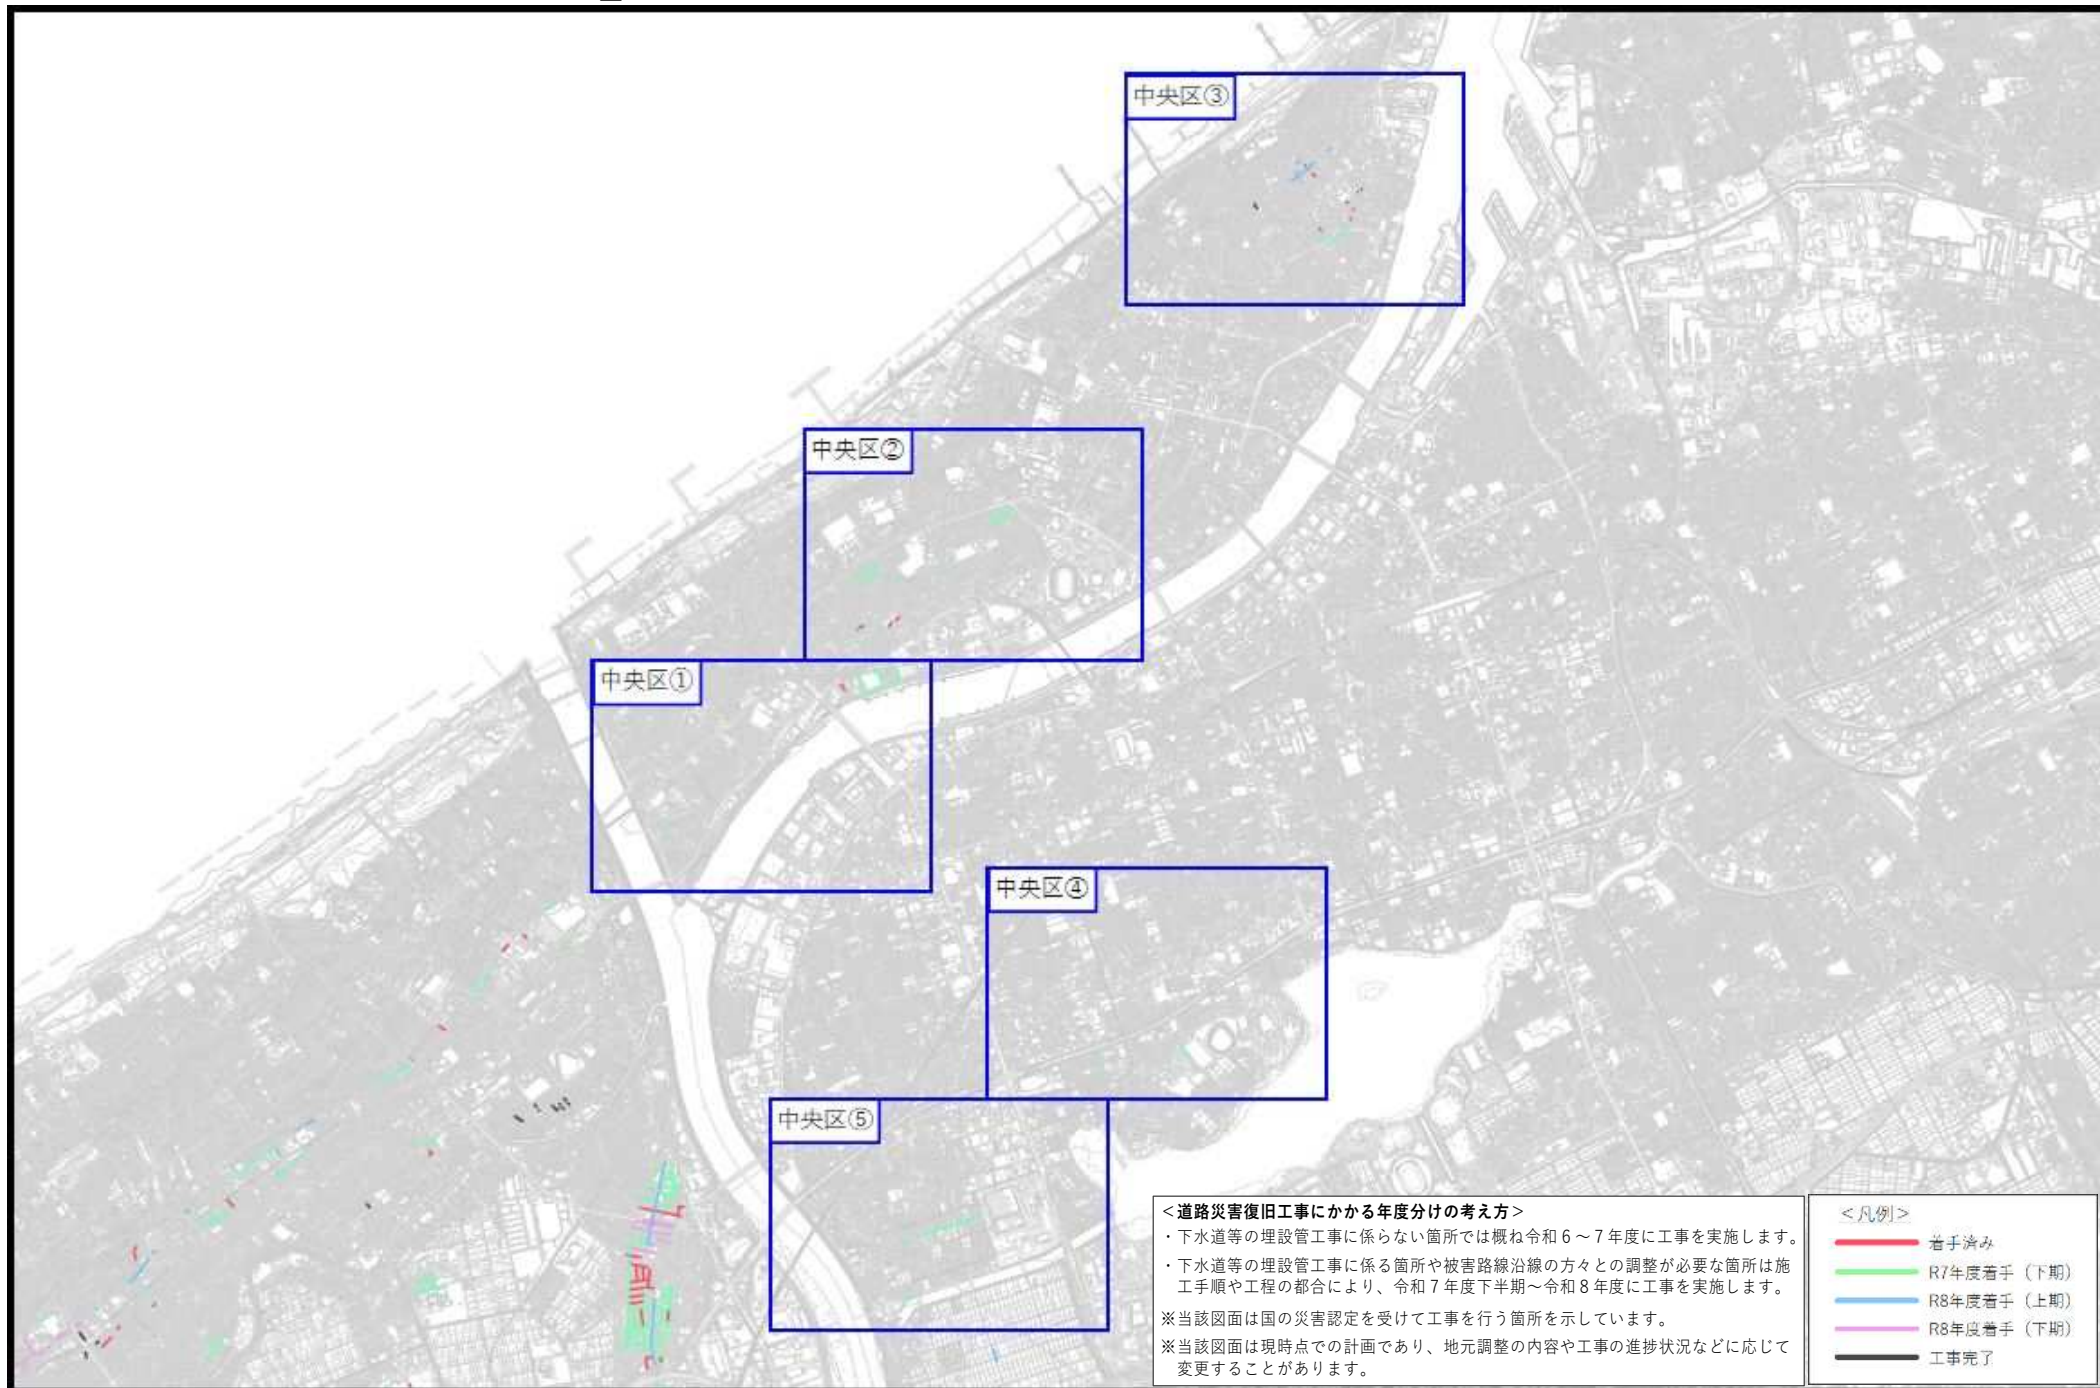 中央区③
中央区②
中央区①
中央区④
中央区⑤
＜道路災害復旧工事にかかる年度分けの考え方＞
・下水道等の埋設管工事に係らない箇所では概ね令和６～７年度に工事を実施します。
・下水道等の埋設管工事に係る箇所や被害路線沿線の方々との調整が必要な箇所は施
工手順や工程の都合により、令和７年度下半期～令和８年度に工事を実施します。
※当該図面は国の災害認定を受けて工事を行う箇所を示しています。
※当該図面は現時点での計画であり、地元調整の内容や工事の進捗状況などに応じて
変更することがあります。
＜凡例＞
着手済み
R7年度着手（下期）
R8年度着手（上期）
R8年度着手（下期）
工事完了